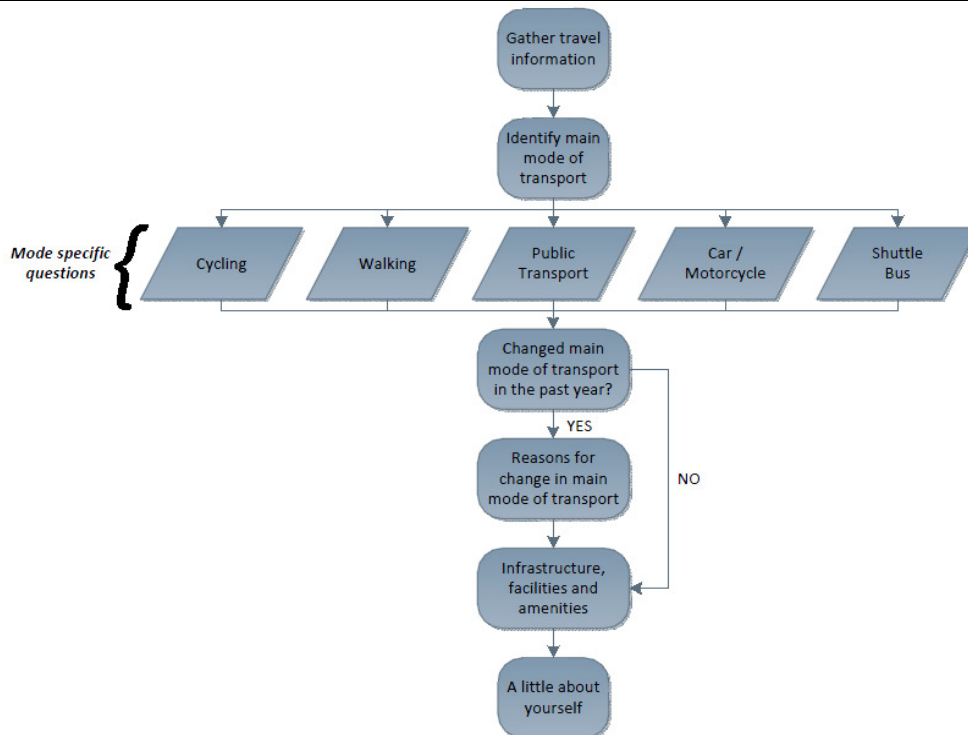 Gather travel
information
Identify main
mode of
transport
Mode specific
questions
Cycling
Walking
Public
Transport
Car /
Motorcycle
Shuttle
Bus
Changed main
mode of transport
in the past year?
YES
Reasons for
change in main
mode of transport
NO
Infrastructure,
facilities and
amenities
A little about
yourself